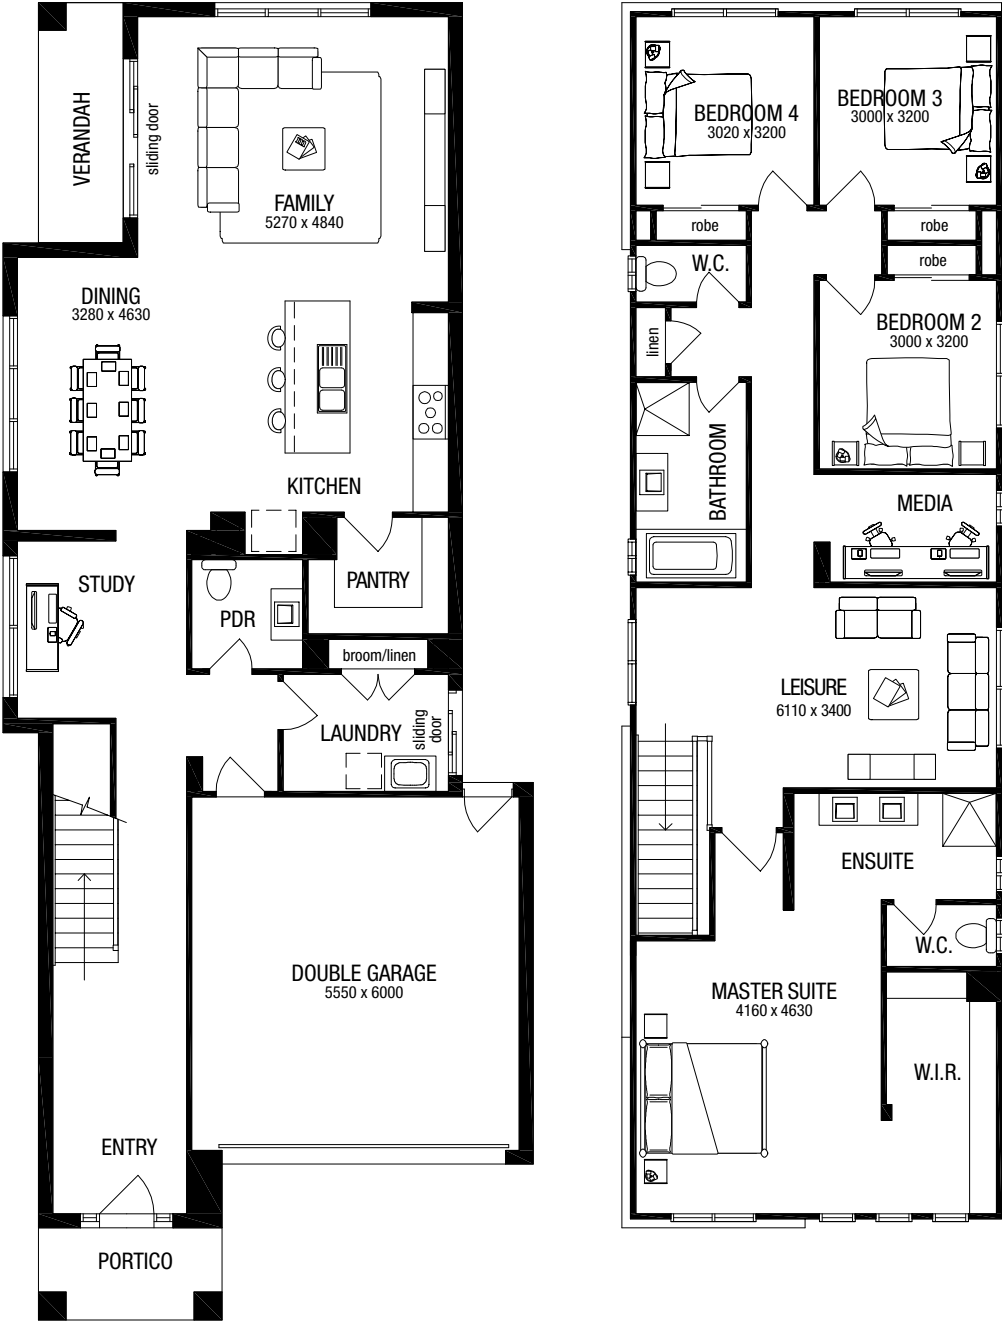 VERANDAH
sliding door
FAMILY
5270 x 4840
DINING
3280 x 4630
KITCHEN
STUDY
PANTRY
PDR
broom/linen
LAUNDRY
sliding
door
DOUBLE GARAGE
5550 x 6000
ENTRY
PORTICO
BEDROOM 4
3020 x 3200
BEDROOM 3
3000 x 3200
robe
robe
robe
W.C.
linen
BEDROOM 2
3000 x 3200
BATHROOM
MEDIA
LEISURE
6110 x 3400
ENSUITE
W.C.
MASTER SUITE
4160 x 4630
W.I.R.